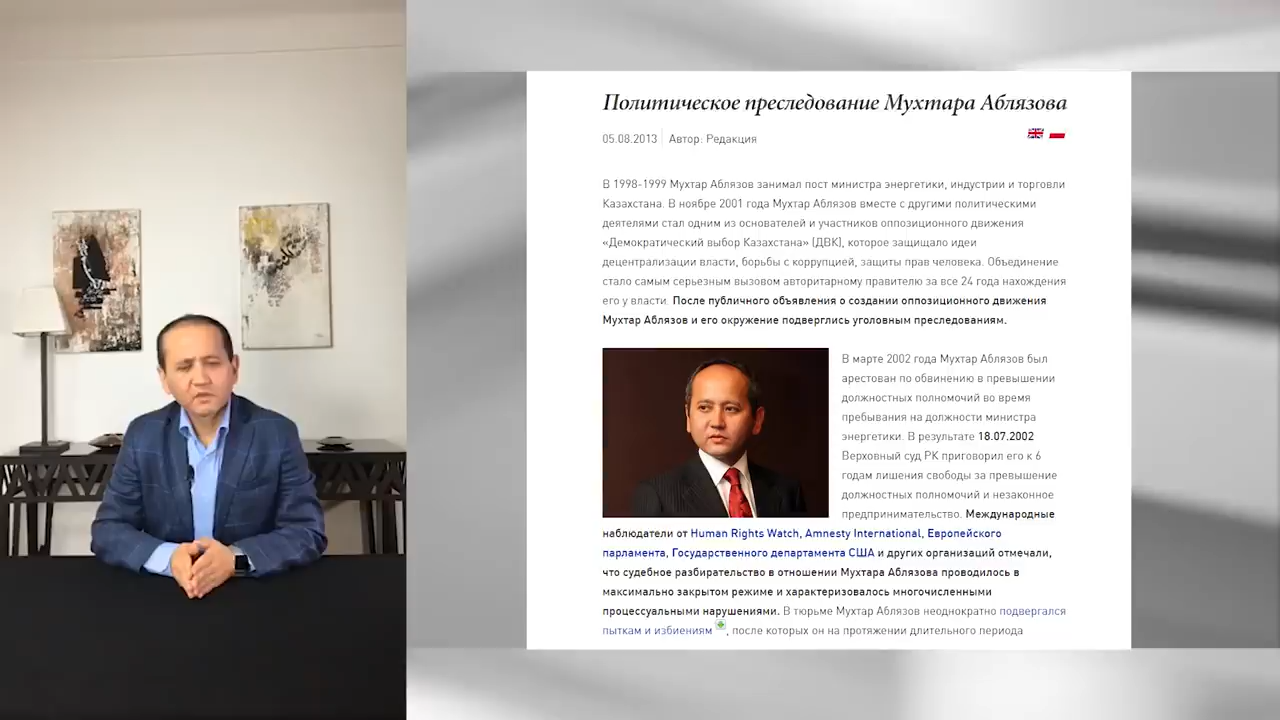 Политическое преследование Мухтара Аблязова
05.08.2013 Автор: Редакция
В 1998-1999 Мухтар Аблязов занимал пост министра энергетики, индустрии и торговли
Казахстана. В ноябре 2001 года Мухтар Аблязов вместе с другими политическими
деятелями стал одним из основателей и участников оппозиционного движения
«Демократический выбор Казахстана» (ДВК), которое защищало идеи
децентрализации власти, борьбы с коррупцией, защиты прав человека. Объединение
стало самым серьезным вызовом авторитарному правителю за все 24 года нахождения
его у власти. После публичного объявления о создании оппозиционного движения
Мухтар Аблязов и его окружение подверглись уголовным преследованиям.
В марте 2002 года Мухтар Аблязов был
арестован по обвинению в превышении
должностных полномочий во время
пребывания на должности министра
энергетики. В результате 18.07.2002
Верховный суд РК приговорил его к 6
годам лишения свободы за превышение
должностных полномочий и незаконное
предпринимательство. Международные
наблюдатели от Human Rights Watch, Amnesty International, Европейского
парламента, Государственного департамента США и других организаций отмечали,
что судебное разбирательство в отношении Мухтара Аблязова проводилось в
максимально закрытом режиме и характеризовалось многочисленными
процессуальными нарушениями. В тюрьме Мухтар Аблязов неоднократно подвергался
пыткам и избиениям, после которых он на протяжении длительного периода